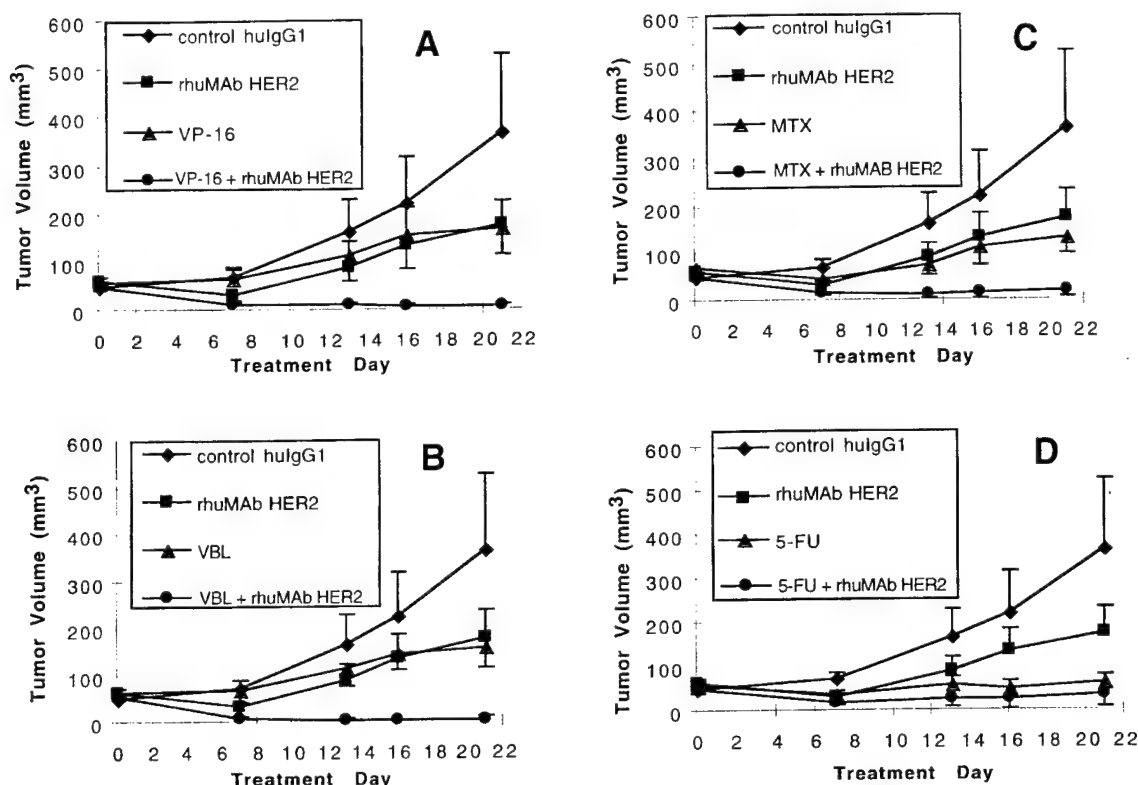 A
control huIgG1
rhuMAb HER2
VP-16
VP-16 + rhuMAb HER2
Tumor Volume (mm3)
600
500
400
300
200
100
0
0 2 4 6 8 10 12 14 16 18 20 22
Treatment Day
C
control huIgG1
rhuMAb HER2
MTX
MTX + rhuMAB HER2
Tumor Volume (mm3)
600
500
400
300
200
100
0
0 2 4 6 8 10 12 14 16 18 20 22
Treatment Day
B
control huIgG1
rhuMAb HER2
VBL
VBL + rhuMAb HER2
Tumor Volume (mm3)
600
500
400
300
200
100
0
0 2 4 6 8 10 12 14 16 18 20 22
Treatment Day
D
control huIgG1
rhuMAb HER2
5-FU
5-FU + rhuMAb HER2
Tumor Volume (mm3)
600
500
400
300
200
100
0
0 2 4 6 8 10 12 14 16 18 20 22
Treatment Day